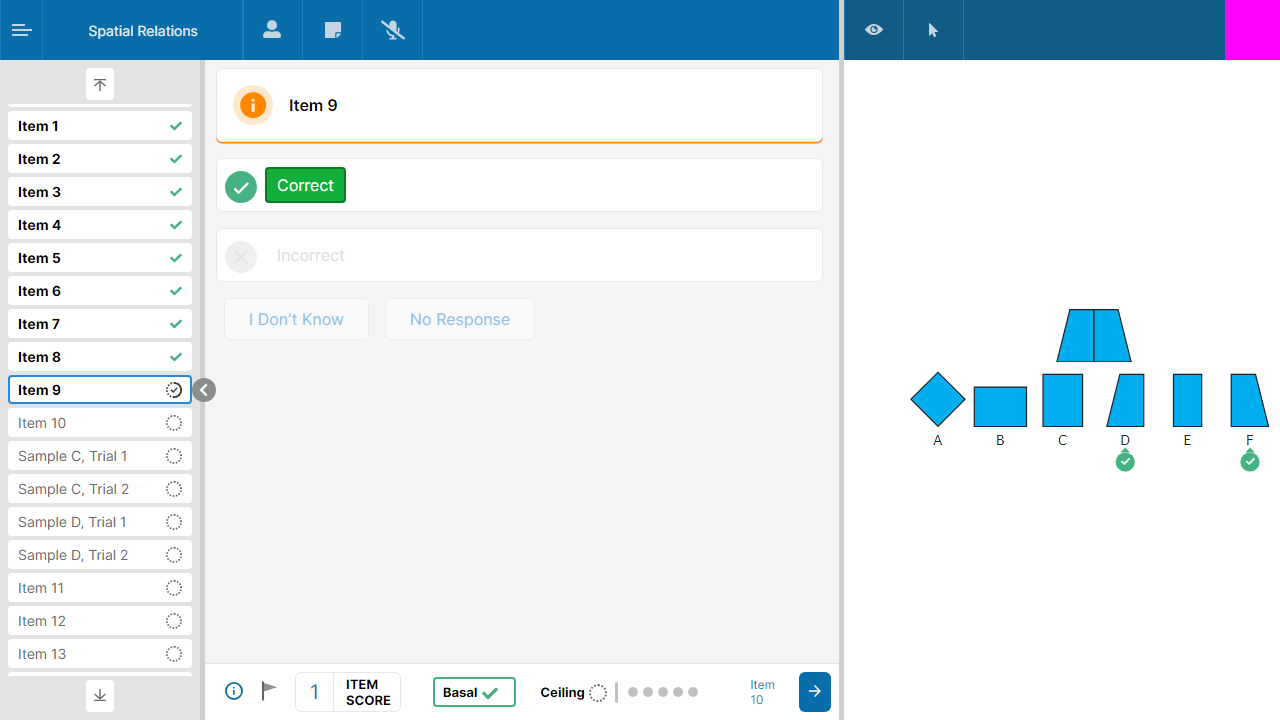 Spatial Relations
Item 1
Item 2
Item 3
Item 4
Item 5
Item 6
Item 7
Item 8
Item 9
Item 10
Sample C, Trial 1
Sample C, Trial 2
Sample D, Trial 1
Sample D, Trial 2
Item 11
Item 12
Item 13
Item 9
Correct
Incorrect
I Don't Know
No Response
1
ITEM
SCORE
Basal
Ceiling
Item
10
A B C D E F